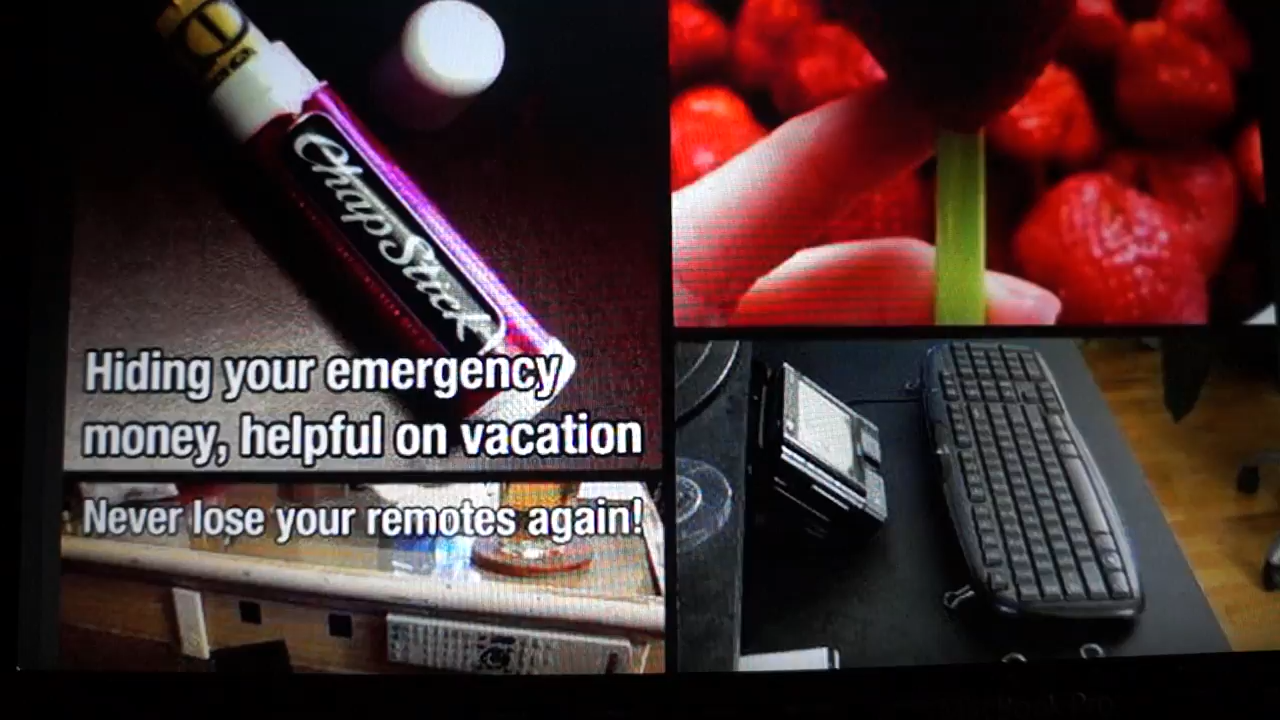 ChapStick
Hiding your emergency
money, helpful on vacation
Never lose your remotes again!